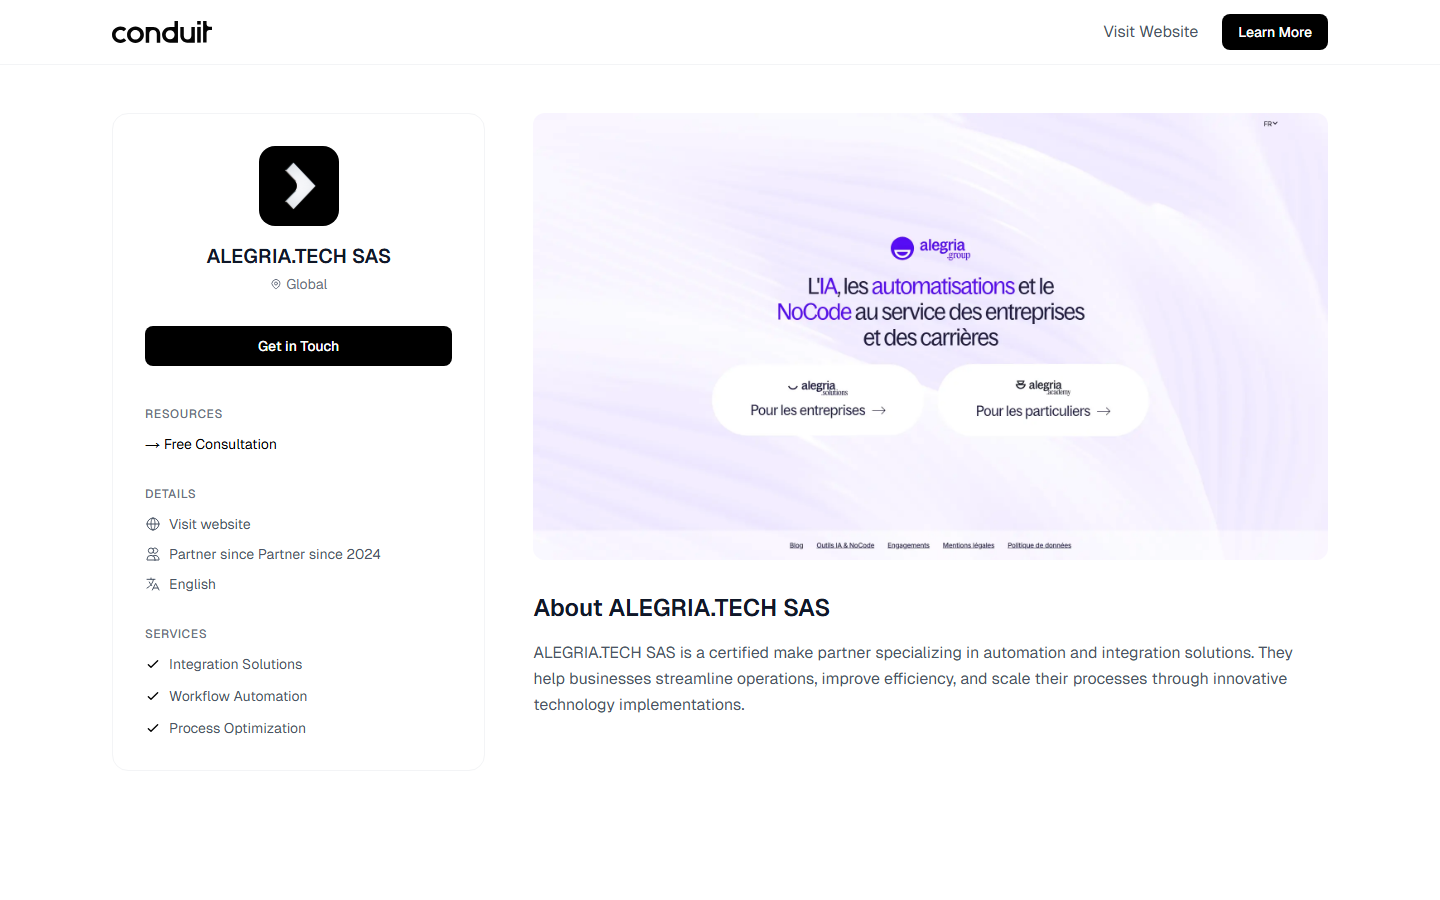 conduit
Visit Website
Learn More
ALEGRIA.TECH SAS
Global
Get in Touch
RESOURCES
→ Free Consultation
DETAILS
Visit website
Partner since Partner since 2024
English
SERVICES
Integration Solutions
Workflow Automation
Process Optimization
FR
alegria
.group
L'IA, les automatisations et le
NoCode au service des entreprises
et des carrières
alegria
.solutions
Pour les entreprises →
alegria
.academy
Pour les particuliers →
Blog
Outils IA & NoCode
Engagements
Mentions légales
Politique de données
About ALEGRIA.TECH SAS
ALEGRIA.TECH SAS is a certified make partner specializing in automation and integration solutions. They
help businesses streamline operations, improve efficiency, and scale their processes through innovative
technology implementations.